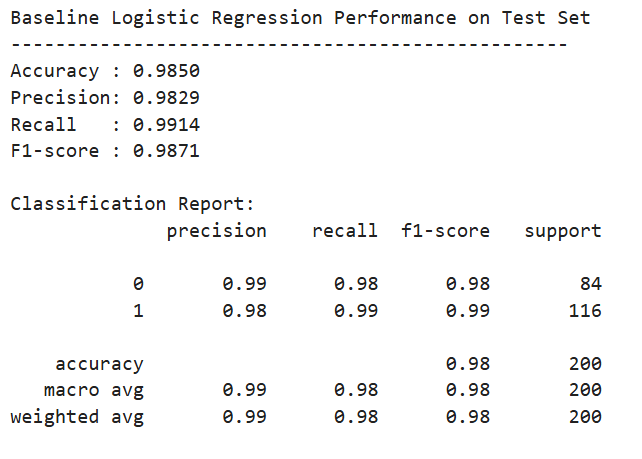 Baseline Logistic Regression Performance on Test Set
--------------------------------------------------
Accuracy : 0.9850
Precision: 0.9829
Recall   : 0.9914
F1-score : 0.9871

Classification Report:
              precision    recall  f1-score   support

           0       0.99      0.98      0.98        84
           1       0.98      0.99      0.99       116

    accuracy                           0.98       200
   macro avg       0.99      0.98      0.98       200
weighted avg       0.99      0.98      0.98       200